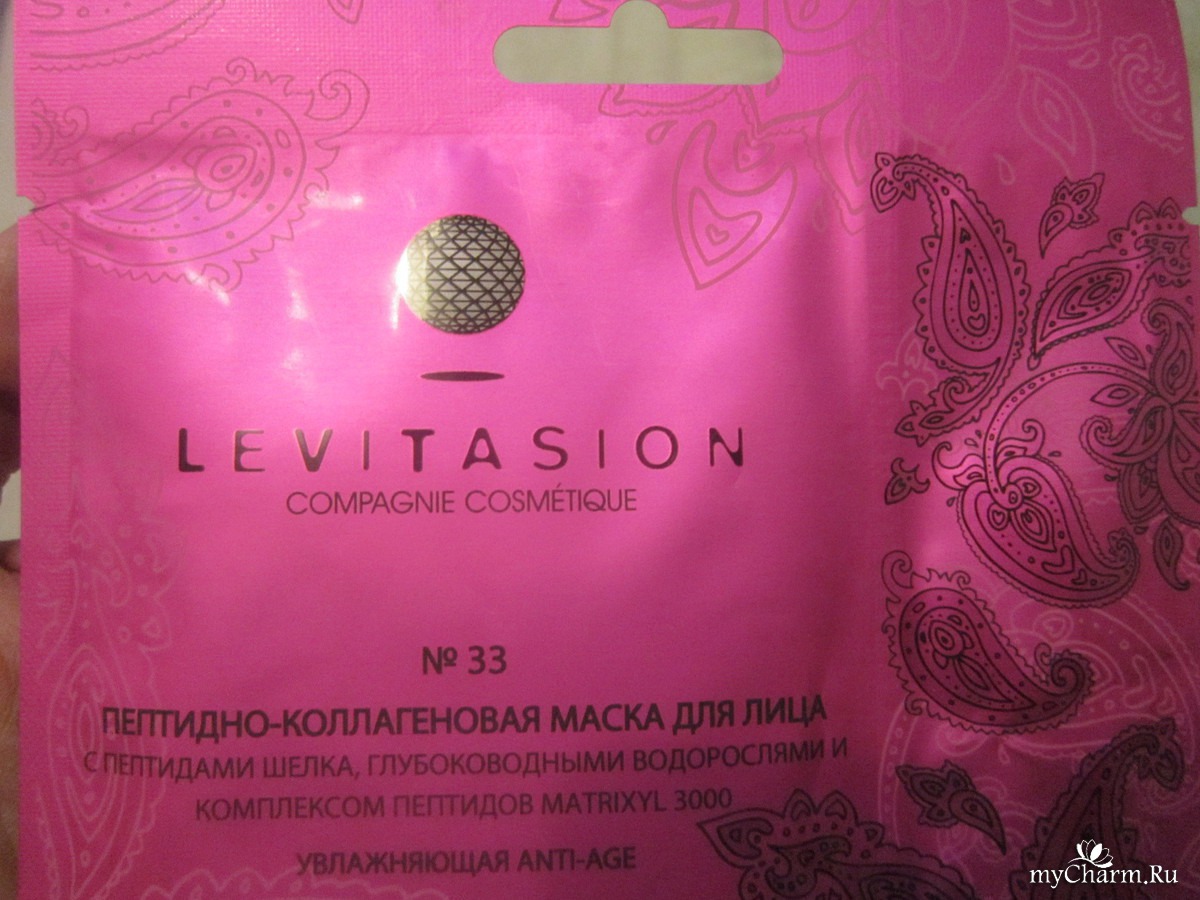 LEVITASION
COMPAGNIE COSMÉTIQUE
№ 33
ПЕПТИДНО-КОЛЛАГЕНОВАЯ МАСКА ДЛЯ ЛИЦА
С ПЕПТИДАМИ ШЕЛКА, ГЛУБОКОВОДНЫМИ ВОДОРОСЛЯМИ И
КОМПЛЕКСОМ ПЕПТИДОВ MATRIXYL 3000
УВЛАЖНЯЮЩАЯ ANTI-AGE
myCharm.Ru